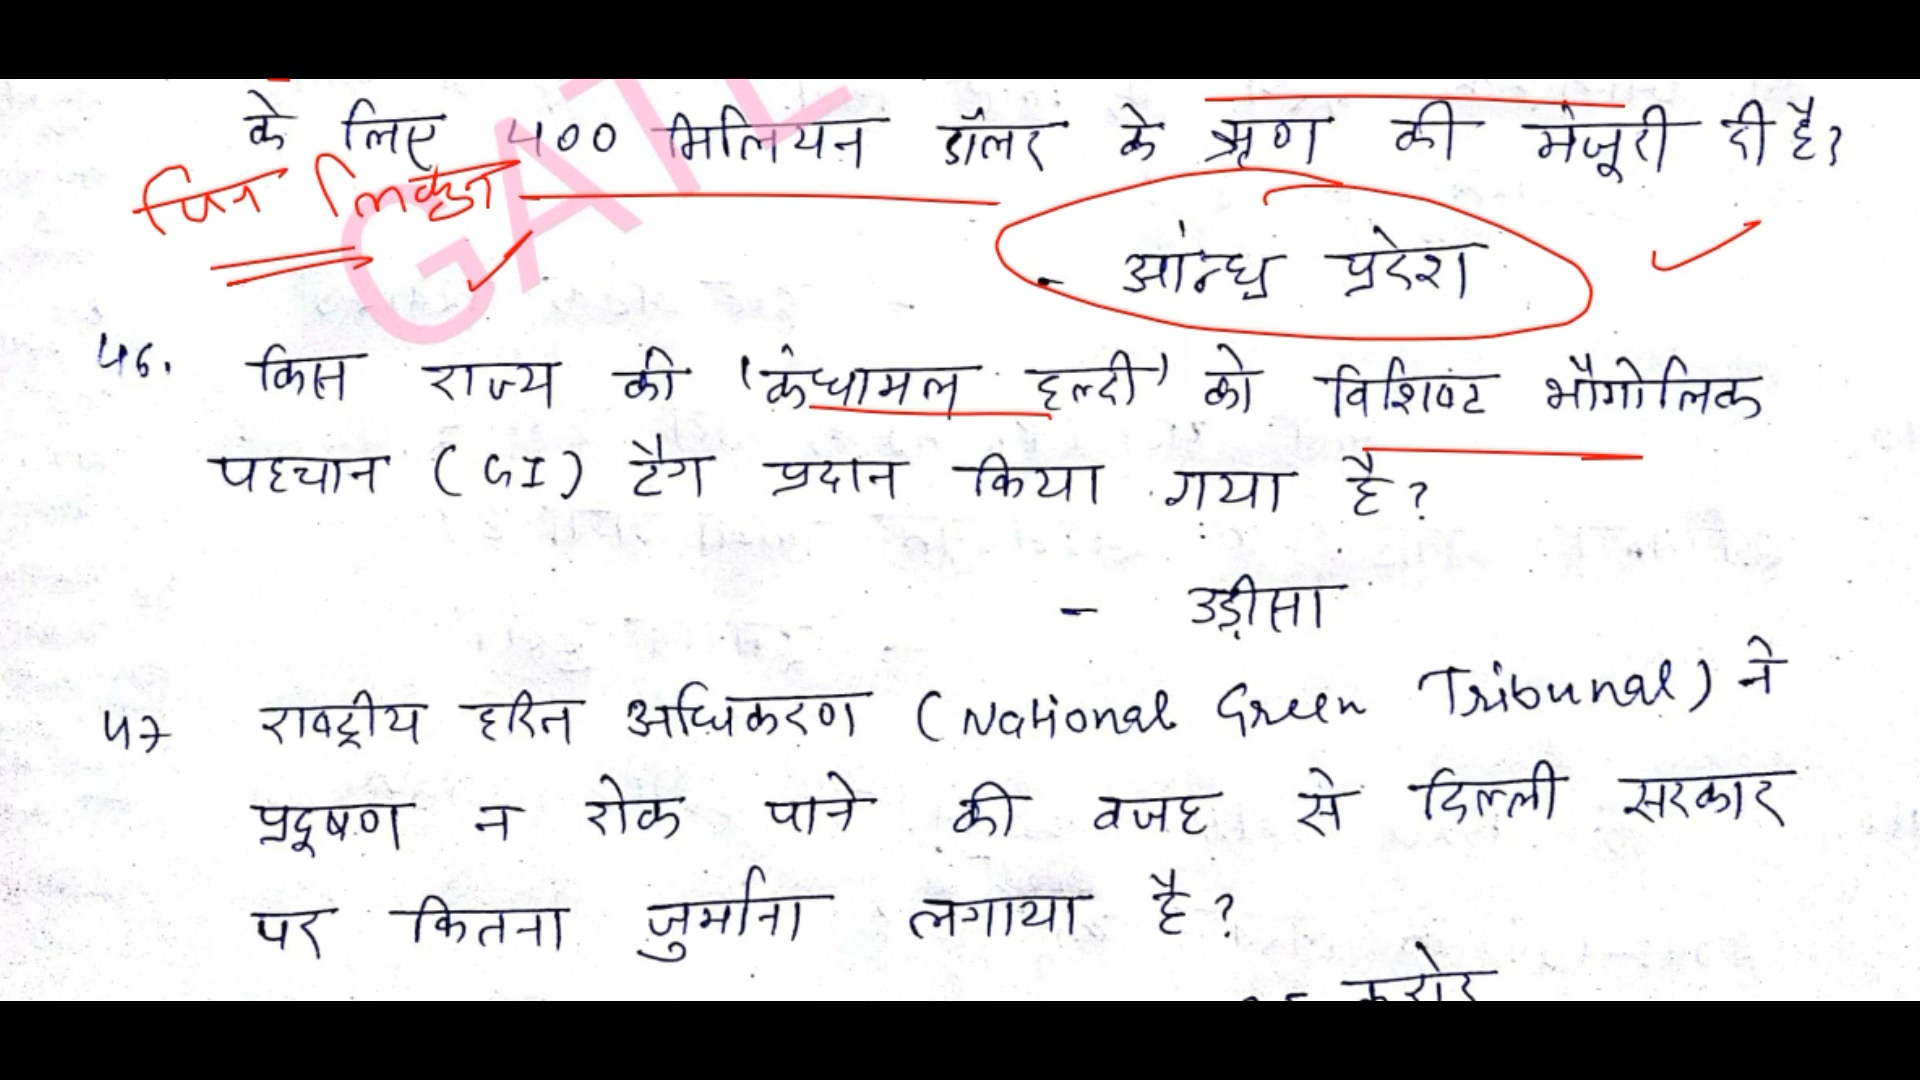 के लिए 400 मिलियन डॉलर के ऋण की मंजूरी दी है?
- आंन्ध्र प्रदेश
46. किस राज्य की 'कंधामल हल्दी' को विशिष्ट भौगोलिक
पहचान (GI) टैग प्रदान किया गया है?
- उड़ीसा
47 राष्ट्रीय हरित अधिकरण (National Green Tribunal) ने
प्रदूषण न रोक पाने की वजह से दिल्ली सरकार
पर कितना जुर्माना लगाया है?
करोड़